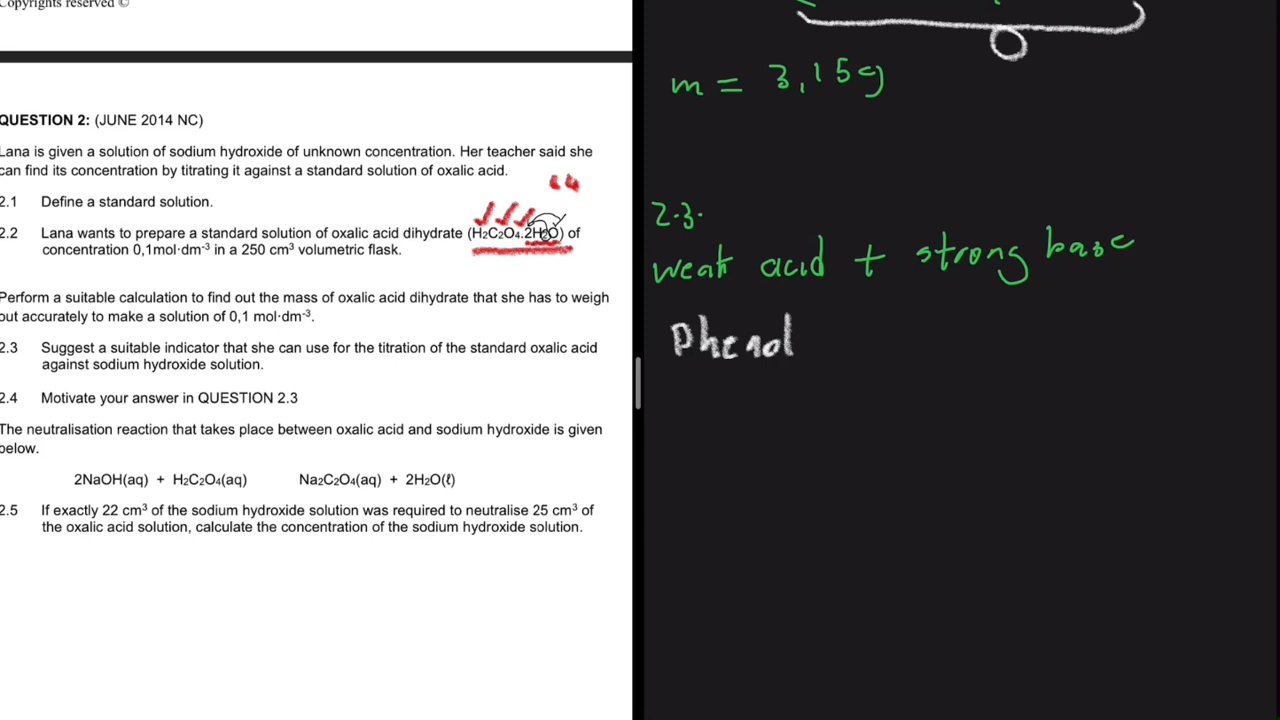 Copyrights reserved ©
QUESTION 2: (JUNE 2014 NC)
Lana is given a solution of sodium hydroxide of unknown concentration. Her teacher said she
can find its concentration by titrating it against a standard solution of oxalic acid.
2.1 Define a standard solution.
2.2 Lana wants to prepare a standard solution of oxalic acid dihydrate (H₂C₂O₄.2H₂O) of
concentration 0,1mol·dm⁻³ in a 250 cm³ volumetric flask.
Perform a suitable calculation to find out the mass of oxalic acid dihydrate that she has to weigh
out accurately to make a solution of 0,1 mol·dm⁻³.
2.3 Suggest a suitable indicator that she can use for the titration of the standard oxalic acid
against sodium hydroxide solution.
2.4 Motivate your answer in QUESTION 2.3
The neutralisation reaction that takes place between oxalic acid and sodium hydroxide is given
below.
2NaOH(aq) + H₂C₂O₄(aq) Na₂C₂O₄(aq) + 2H₂O(ℓ)
2.5 If exactly 22 cm³ of the sodium hydroxide solution was required to neutralise 25 cm³ of
the oxalic acid solution, calculate the concentration of the sodium hydroxide solution.
m = 3,15g
2.3.
weak acid + strong base
Phenol